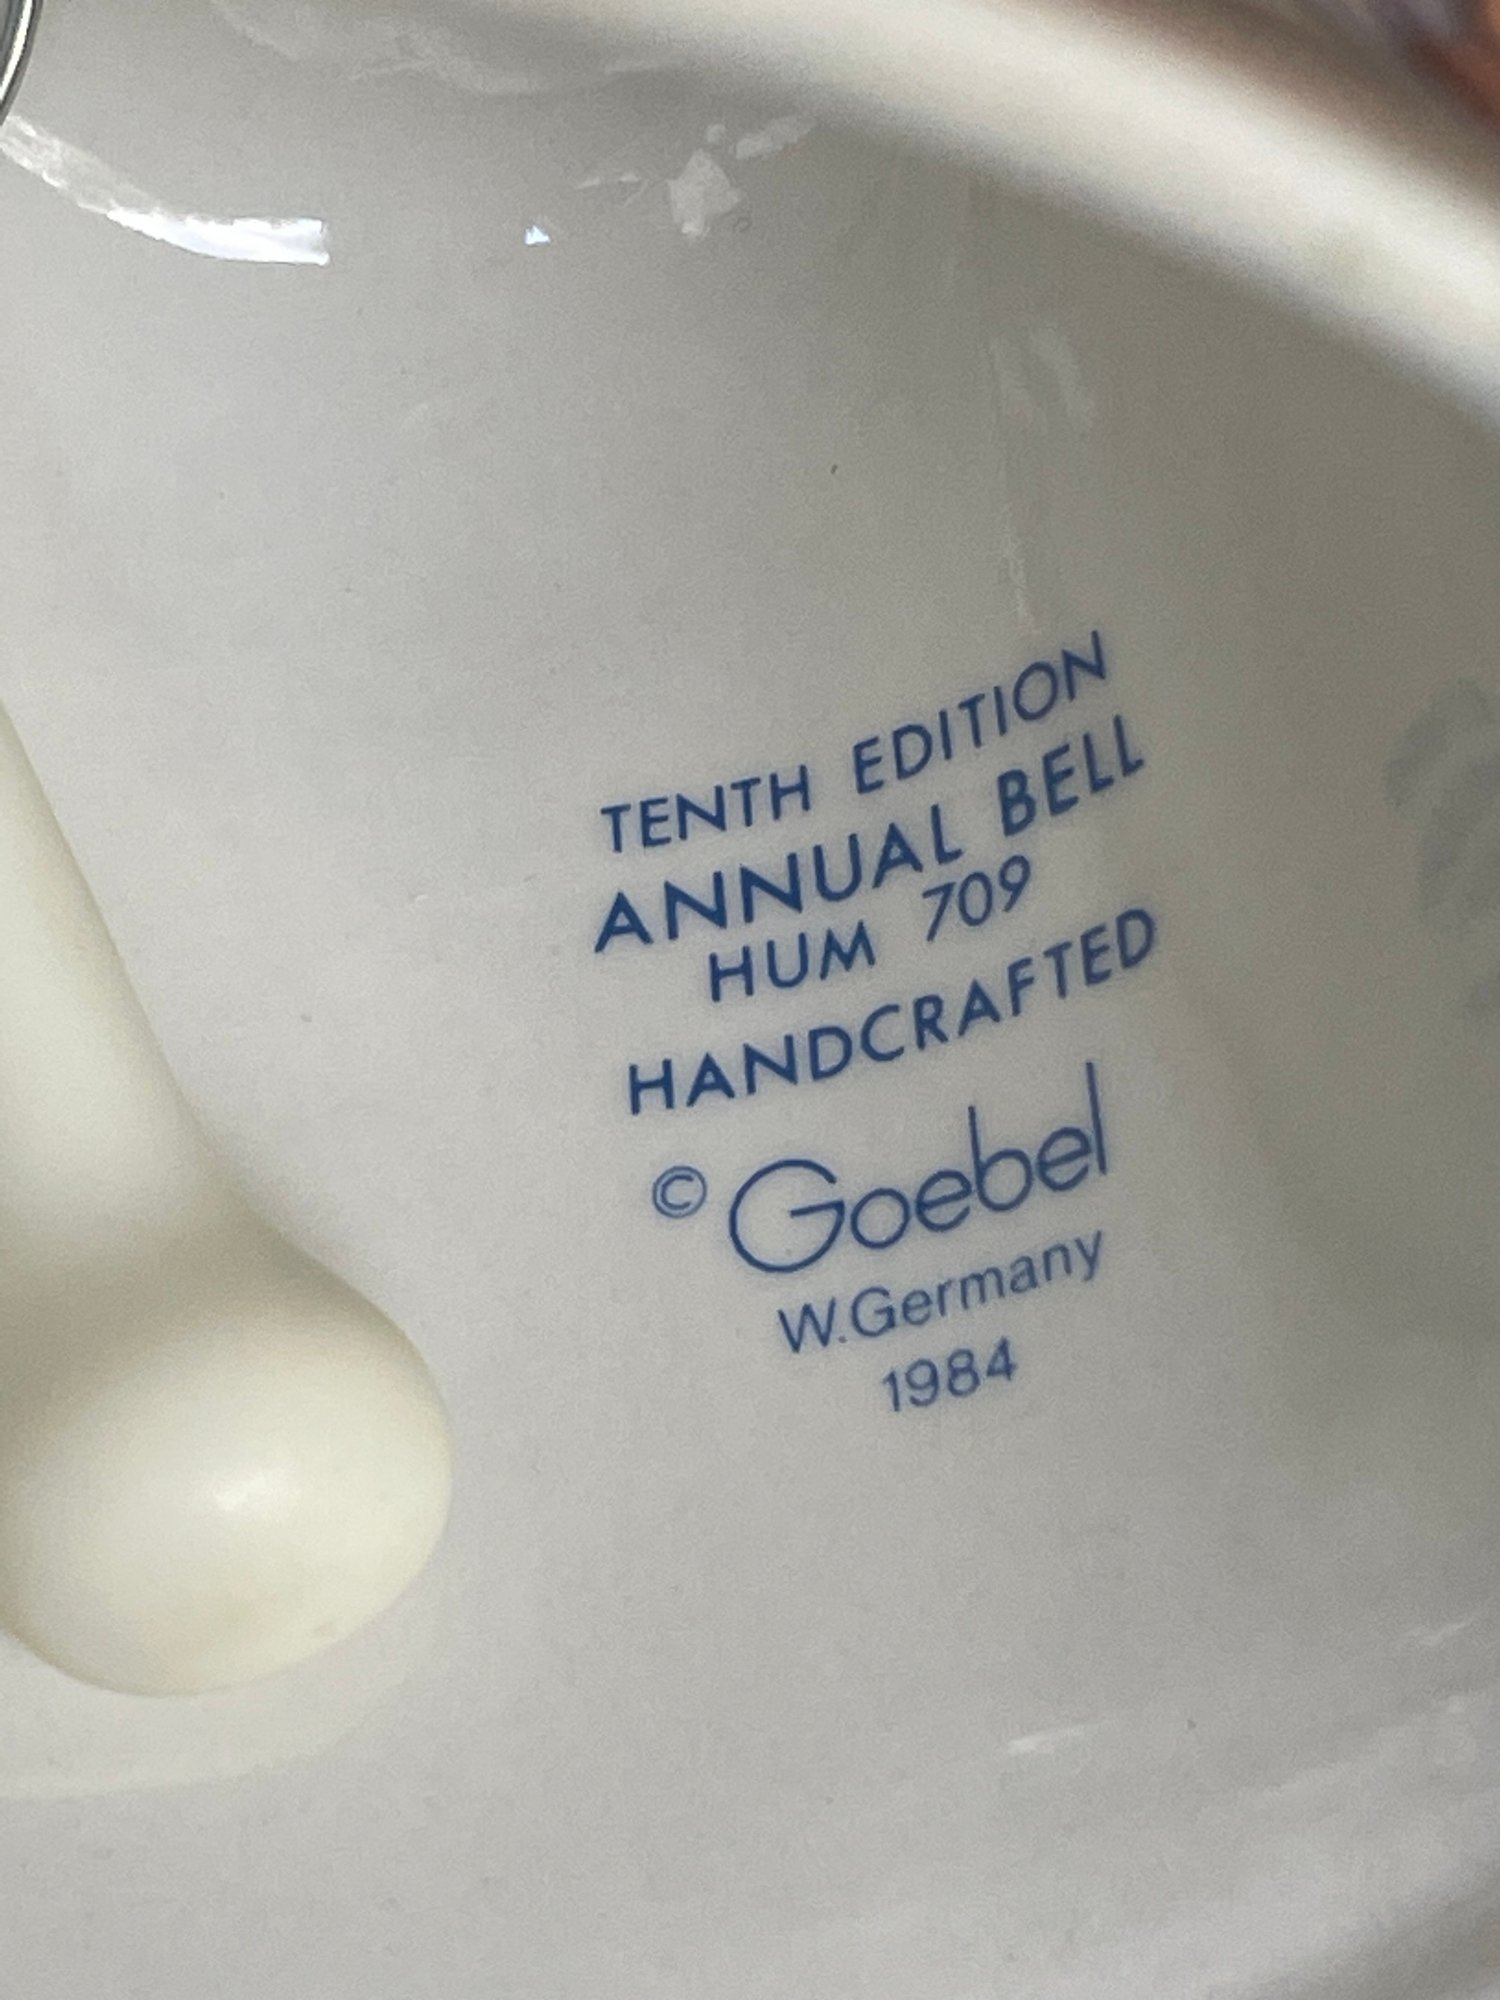 TENTH EDITION
ANNUAL BELL
HUM 709
HANDCRAFTED
© Goebel
W.Germany
1984